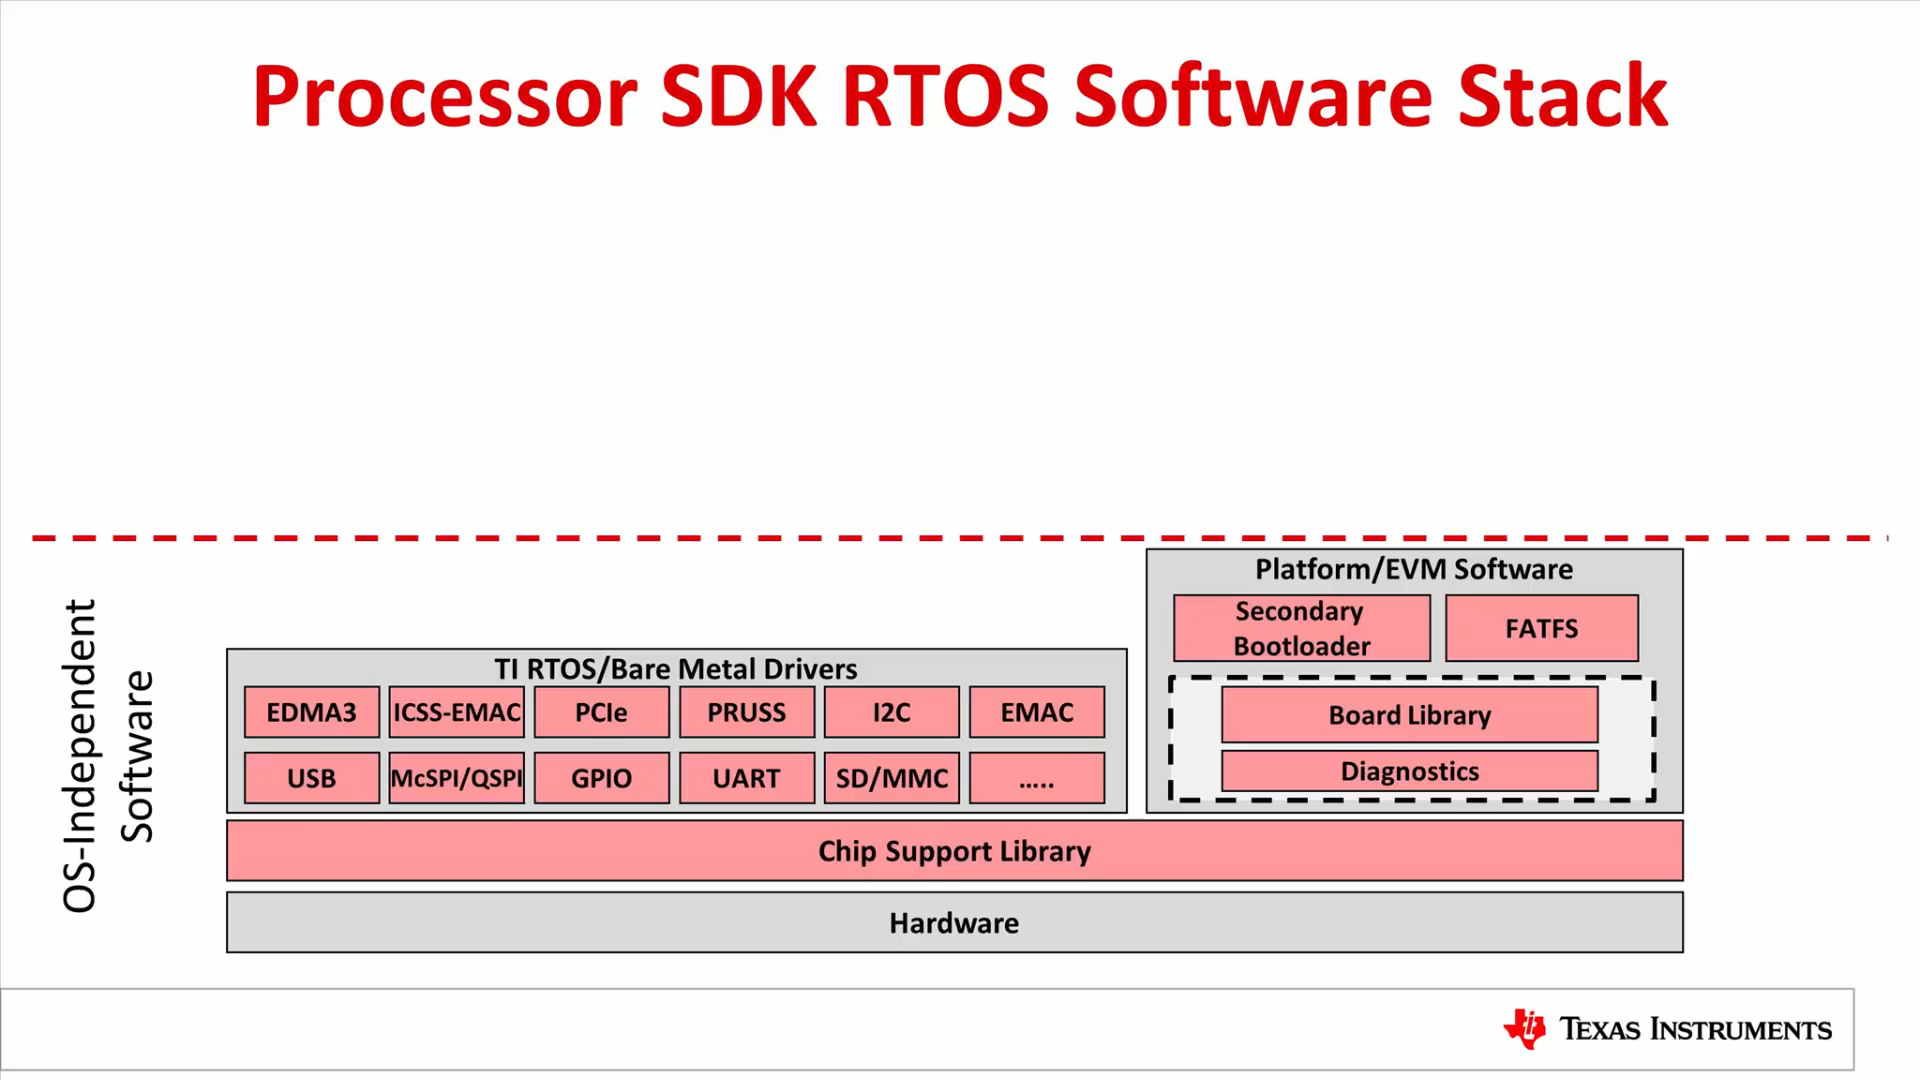 Processor SDK RTOS Software Stack
OS-Independent
Software
Platform/EVM Software
Secondary
Bootloader
FATFS
Board Library
Diagnostics
TI RTOS/Bare Metal Drivers
EDMA3
ICSS-EMAC
PCIe
PRUSS
I2C
EMAC
USB
McSPI/QSPI
GPIO
UART
SD/MMC
.....
Chip Support Library
Hardware
TEXAS INSTRUMENTS